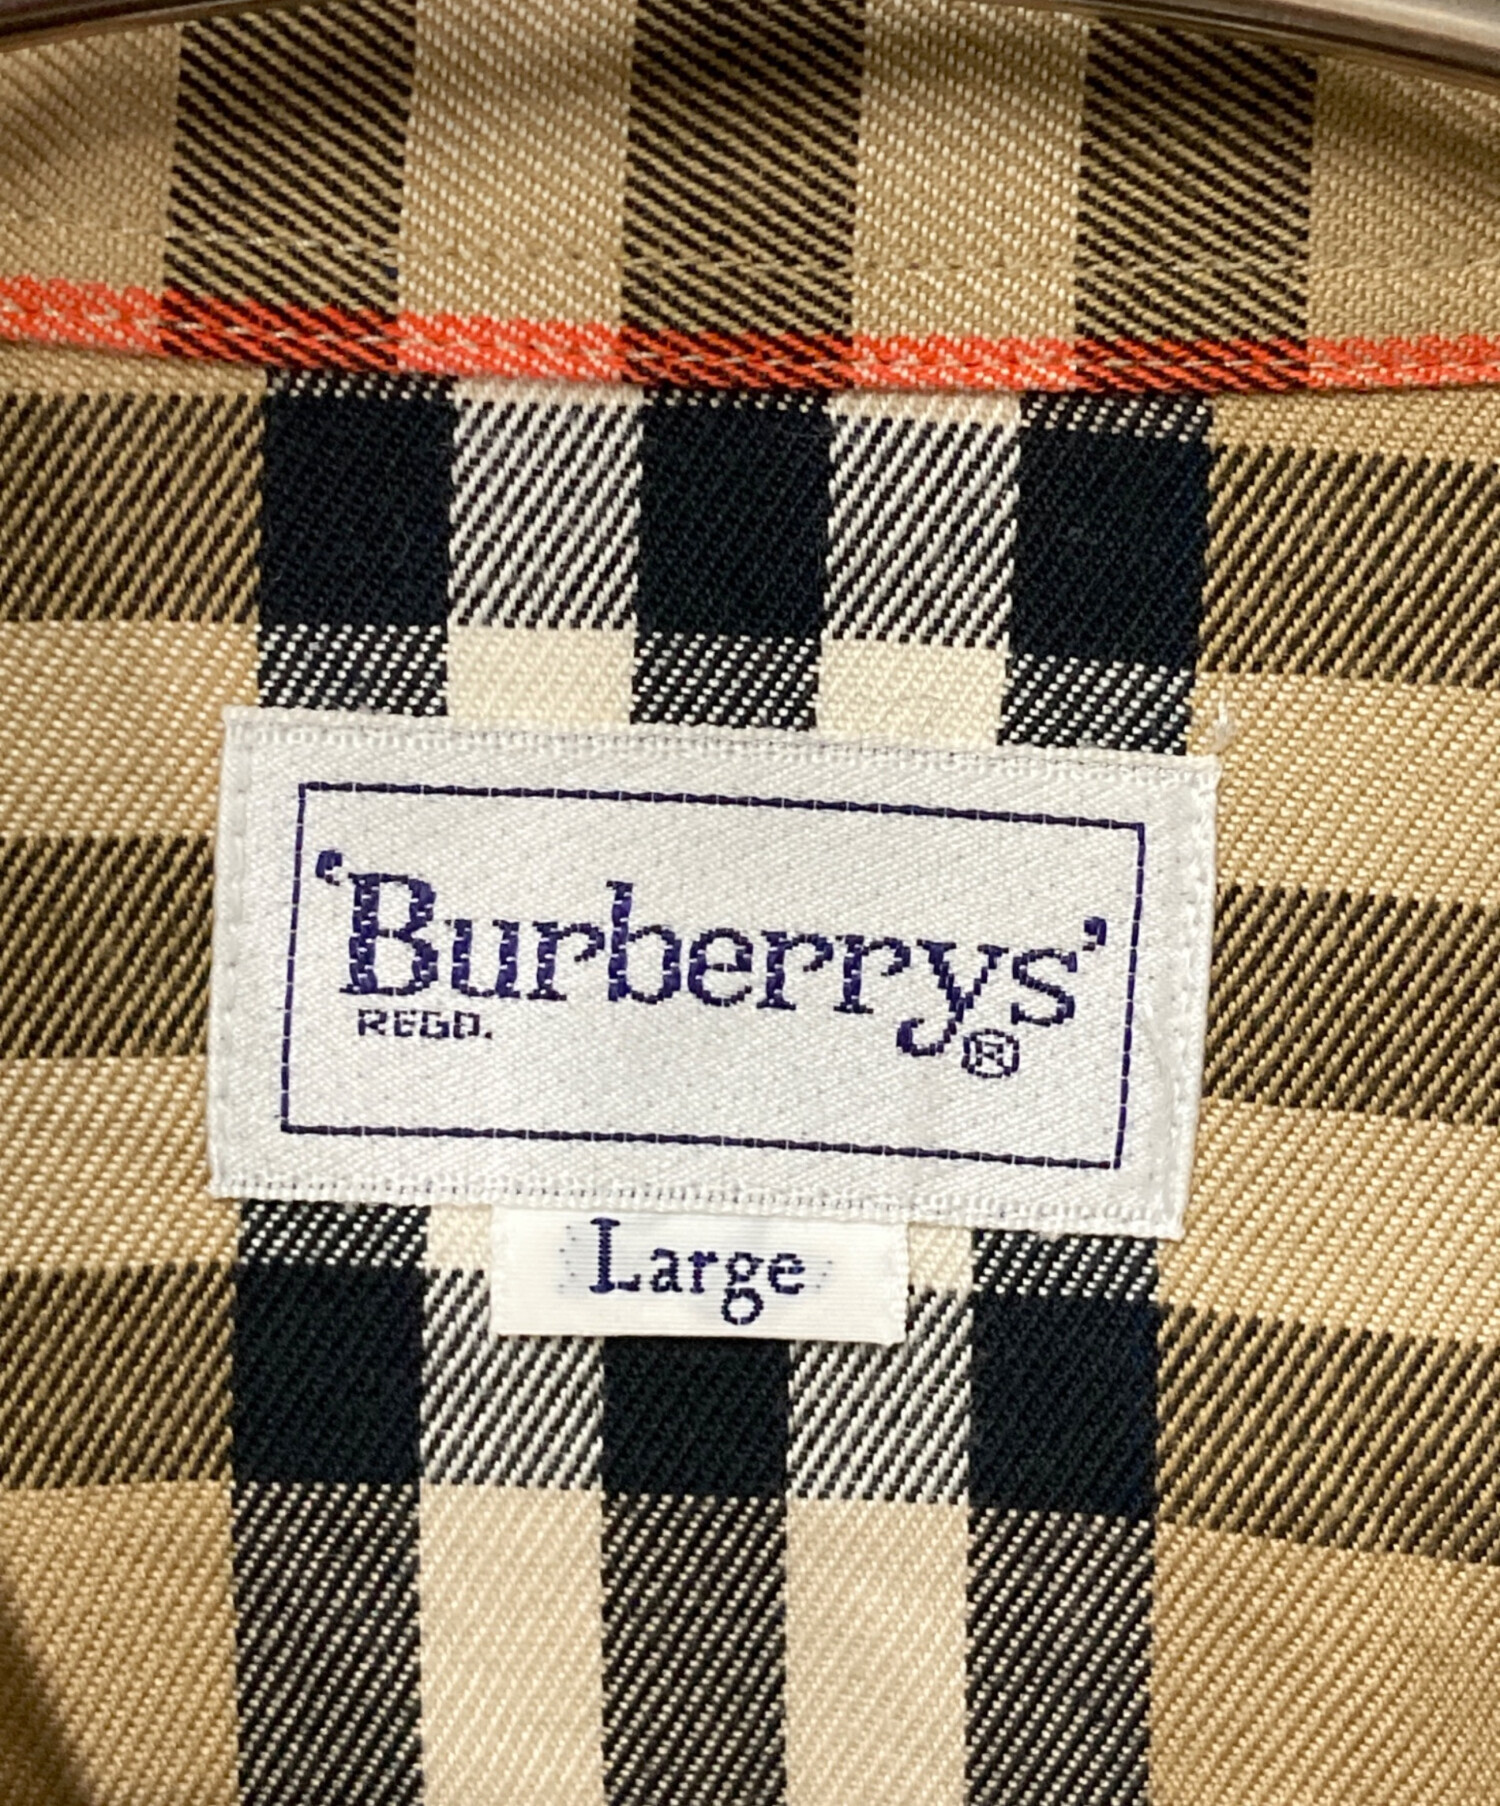 ‘Burberrys’
REGD. ®
Large